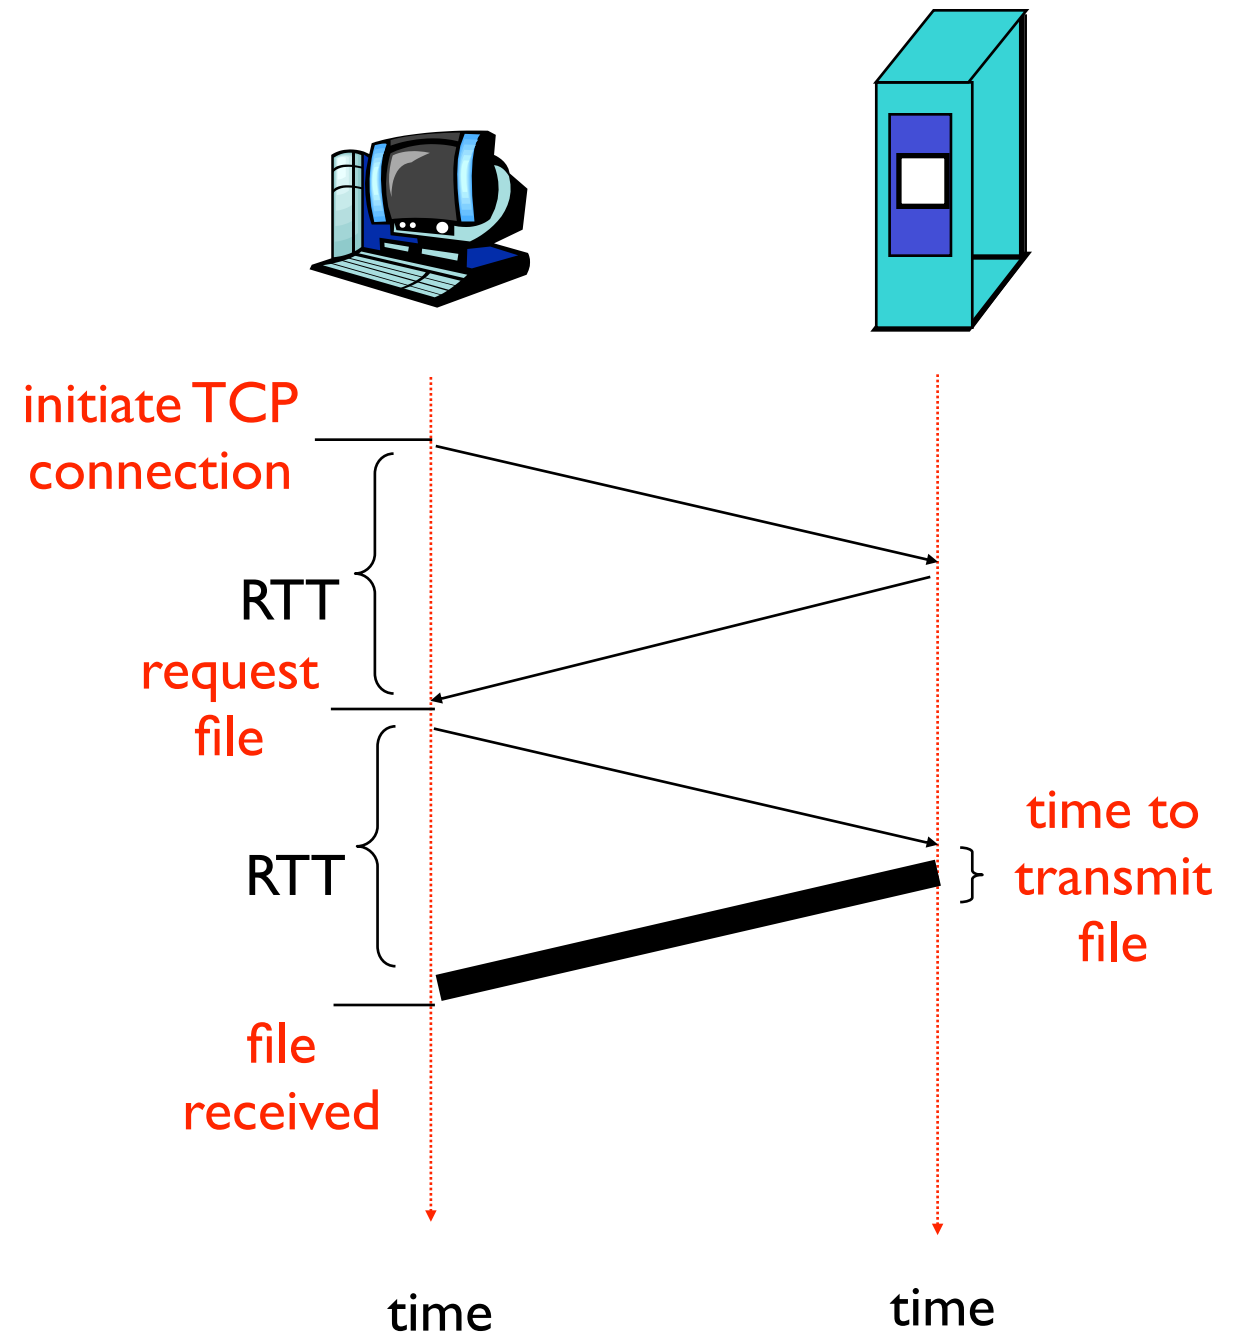 initiate TCP
connection
RTT
request
file
RTT
time to
transmit
file
file
received
time
time